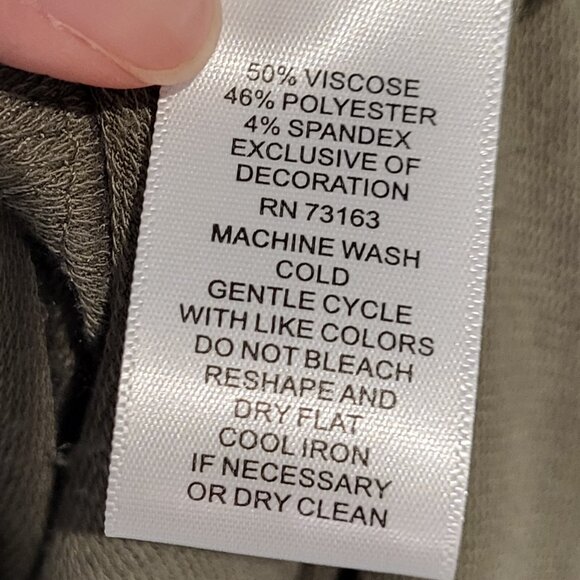 50% VISCOSE
46% POLYESTER
4% SPANDEX
EXCLUSIVE OF
DECORATION
RN 73163
MACHINE WASH
COLD
GENTLE CYCLE
WITH LIKE COLORS
DO NOT BLEACH
RESHAPE AND
DRY FLAT
COOL IRON
IF NECESSARY
OR DRY CLEAN